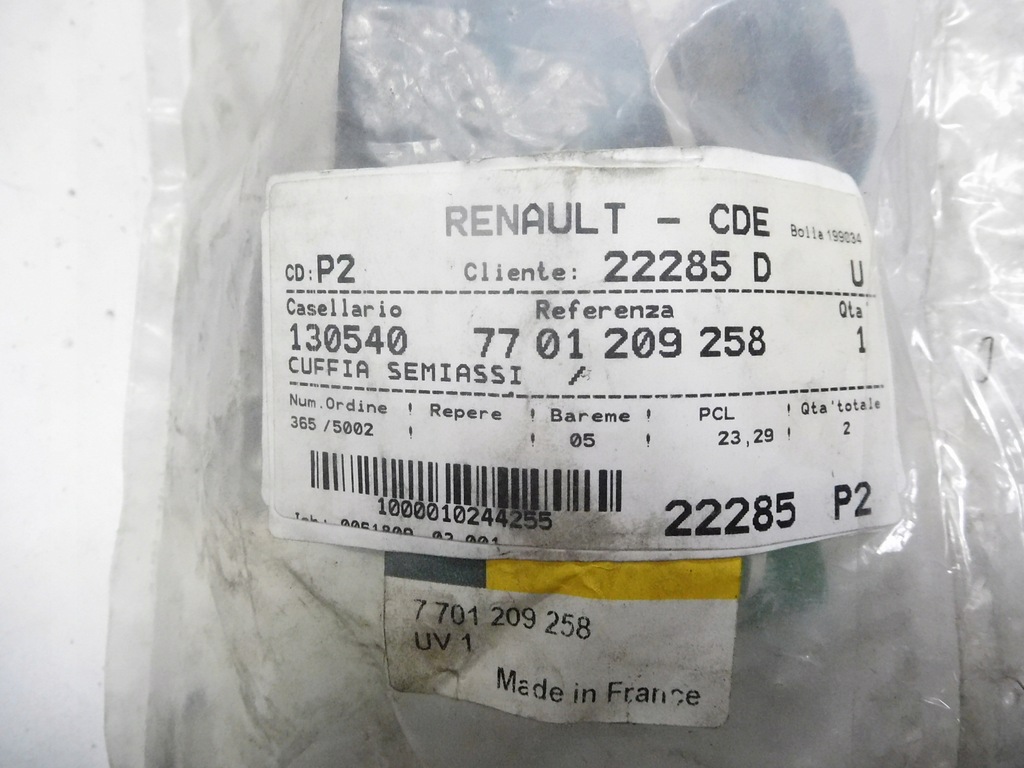 RENAULT - CDE Bolla 199034
CD: P2 Cliente: 22285 D U
Casellario Referenza Qta'
130540 77 01 209 258 1
CUFFIA SEMIASSI
Num.Ordine ! Repere ! Bareme ! PCL ! Qta'totale
365 /5002 ! ! 05 ! 23,29 ! 2
1000010244255
22285 P2
7 701 209 258
UV 1
Made in France